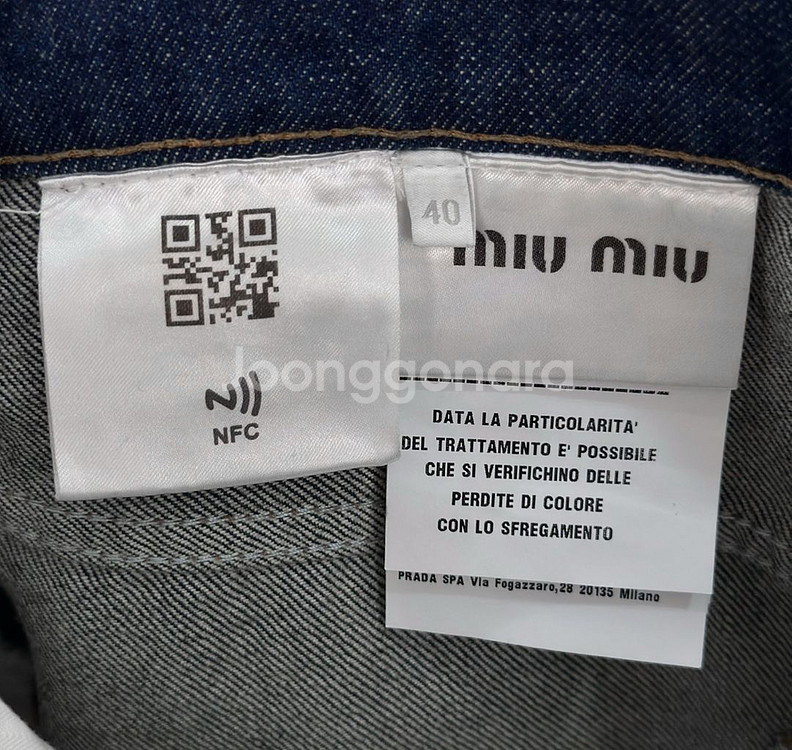 40
miu miu
NFC
joonggonara
DATA LA PARTICOLARITA'
DEL TRATTAMENTO E' POSSIBILE
CHE SI VERIFICHINO DELLE
PERDITE DI COLORE
CON LO SFREGAMENTO
PRADA SPA Via Fogazzaro,28 20135 Milano